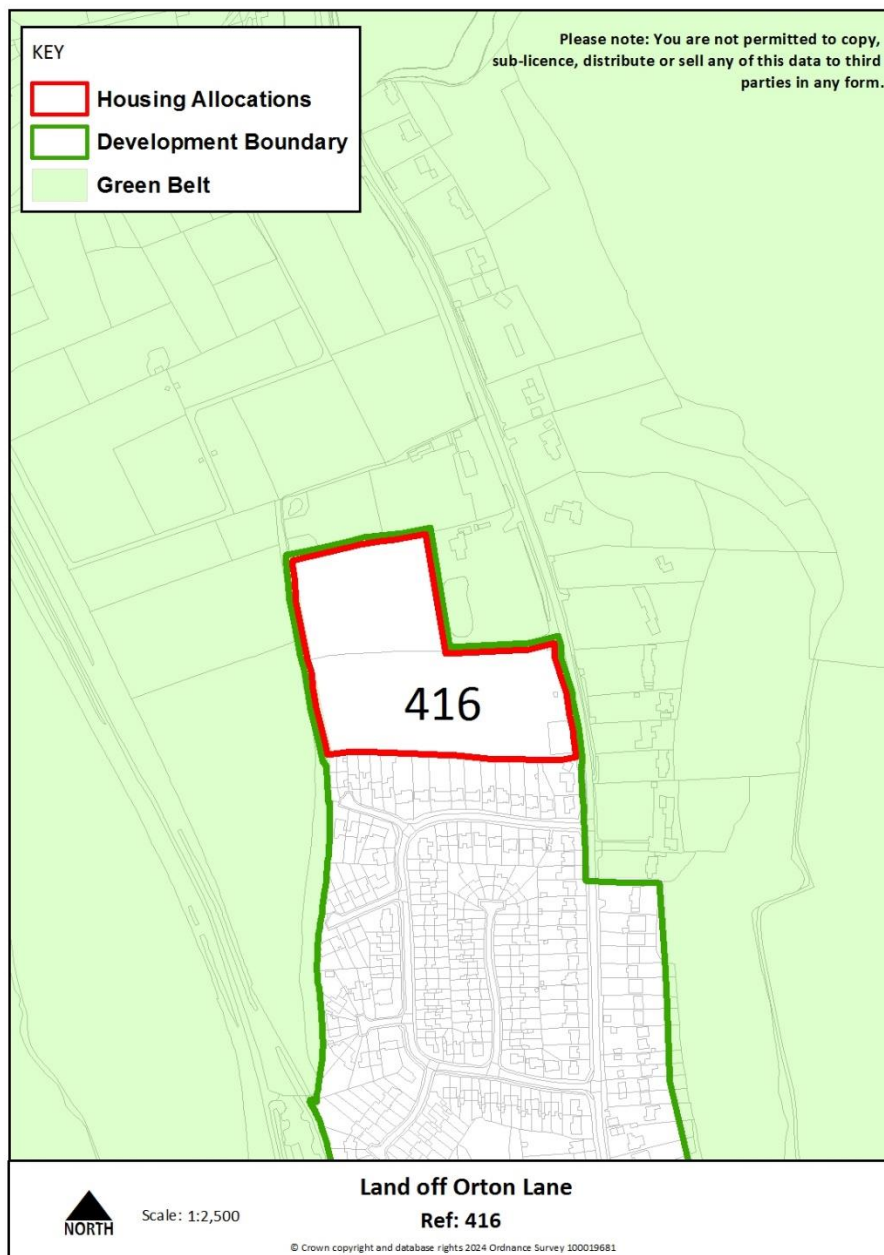 KEY
Housing Allocations
Development Boundary
Green Belt
Please note: You are not permitted to copy,
sub-licence, distribute or sell any of this data to third
parties in any form.
416
NORTH
Scale: 1:2,500
Land off Orton Lane
Ref: 416
© Crown copyright and database rights 2024 Ordnance Survey 100019681